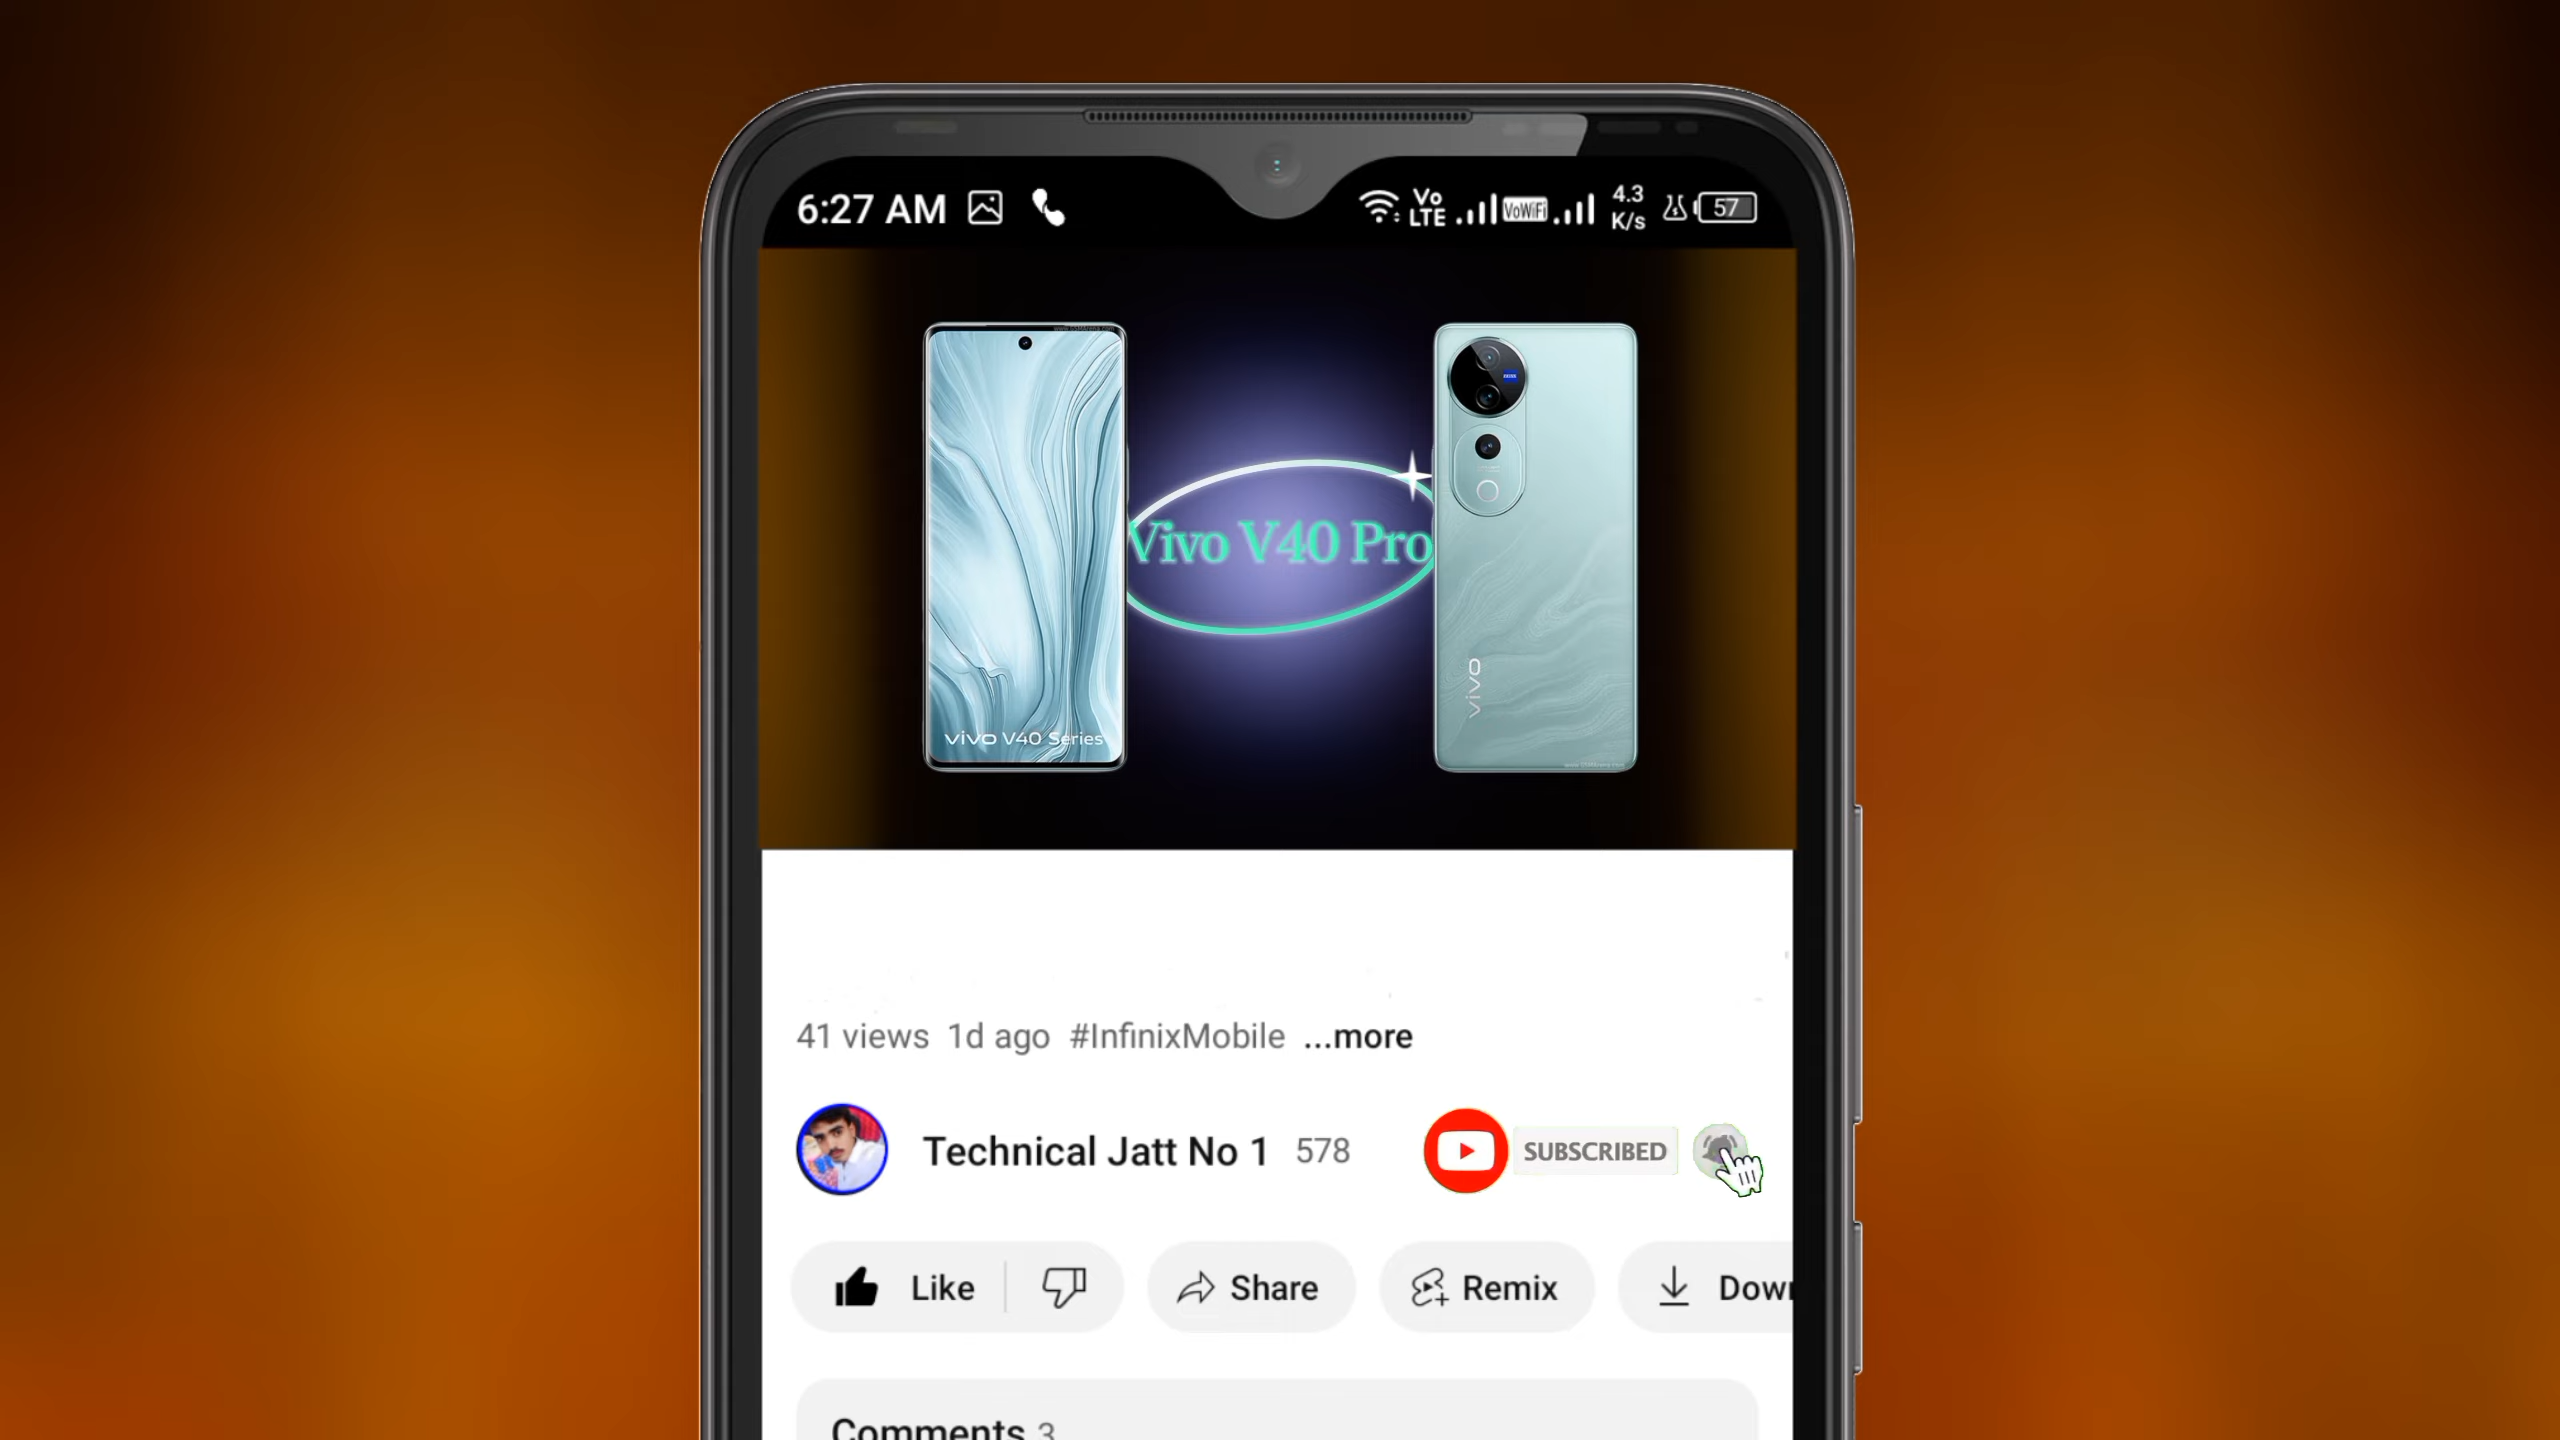 6:27 AM
Vo
LTE
VoWiFi
4.3
K/s
57
Vivo V40 Pro
vivo V40 Series
vivo
41 views 1d ago #InfinixMobile ...more
Technical Jatt No 1 578
SUBSCRIBED
Like
Share
Remix
Down
Comments 3